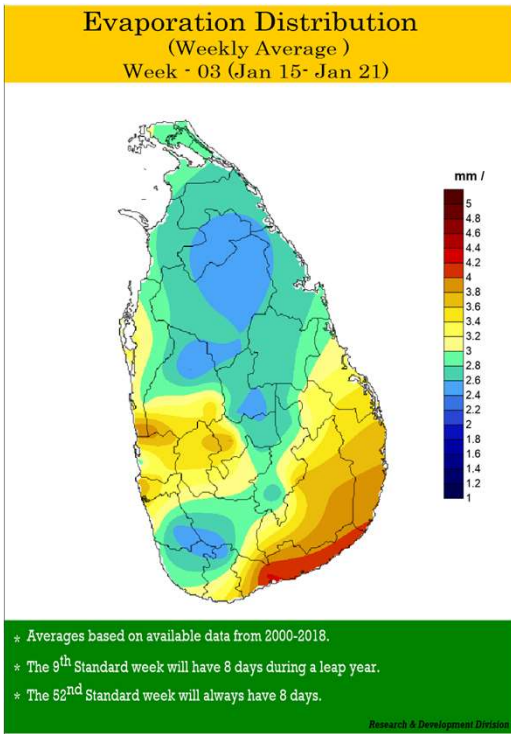 Evaporation Distribution
(Weekly Average )
Week - 03 (Jan 15- Jan 21)
mm /
5
4.8
4.6
4.4
4.2
4
3.8
3.6
3.4
3.2
3
2.8
2.6
2.4
2.2
2
1.8
1.6
1.4
1.2
1
* Averages based on available data from 2000-2018.
* The 9th Standard week will have 8 days during a leap year.
* The 52nd Standard week will always have 8 days.
Research & Development Division